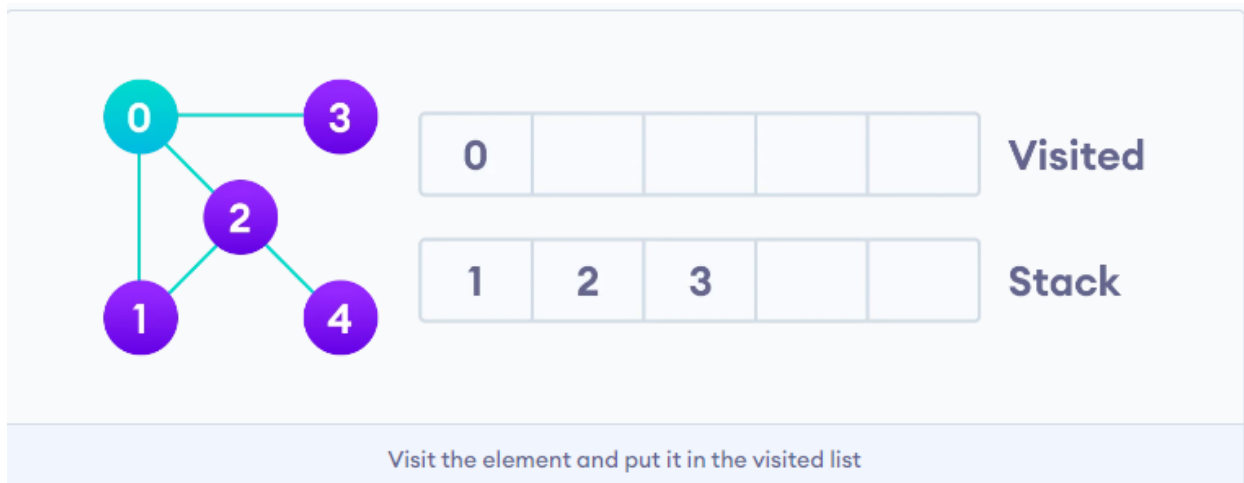 0 3
0 Visited
2
1 2 3 Stack
1 4
Visit the element and put it in the visited list